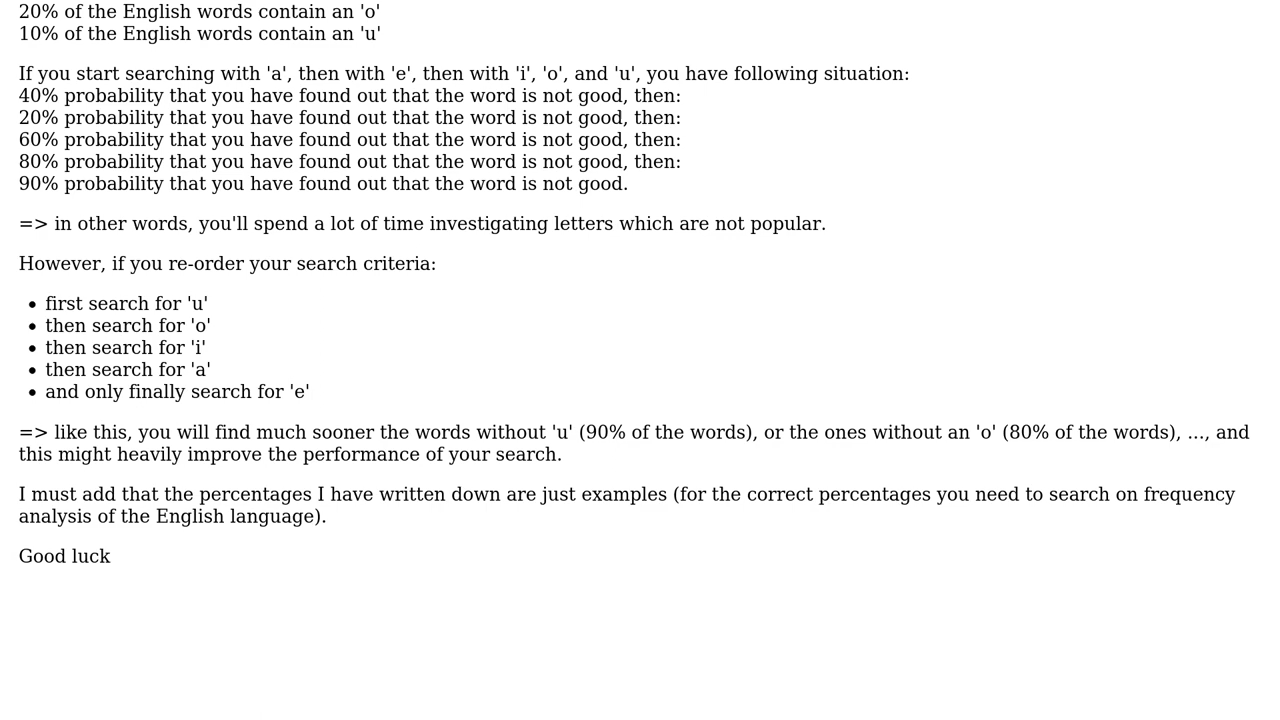 20% of the English words contain an 'o'
10% of the English words contain an 'u'
If you start searching with 'a', then with 'e', then with 'i', 'o', and 'u', you have following situation:
40% probability that you have found out that the word is not good, then:
20% probability that you have found out that the word is not good, then:
60% probability that you have found out that the word is not good, then:
80% probability that you have found out that the word is not good, then:
90% probability that you have found out that the word is not good.
=> in other words, you'll spend a lot of time investigating letters which are not popular.
However, if you re-order your search criteria:
• first search for 'u'
• then search for 'o'
• then search for 'i'
• then search for 'a'
• and only finally search for 'e'
=> like this, you will find much sooner the words without 'u' (90% of the words), or the ones without an 'o' (80% of the words), ..., and
this might heavily improve the performance of your search.
I must add that the percentages I have written down are just examples (for the correct percentages you need to search on frequency
analysis of the English language).
Good luck